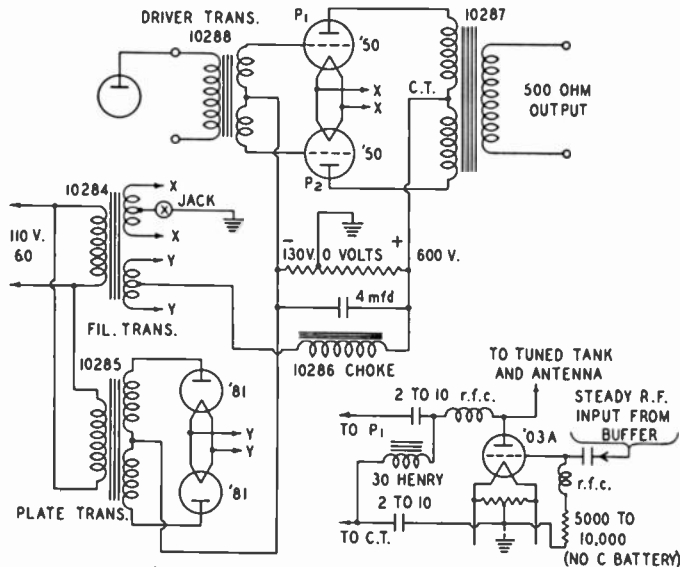 DRIVER TRANS.
10288
P1
'50
10287
C.T.
X
X
500 OHM
OUTPUT
'50
P2
10284
X
JACK
X
X
110 V.
60
Y
Y
FIL. TRANS.
−
130V. 0 VOLTS
+
600 V.
4 mfd
10286 CHOKE
10285
'81
Y
Y
'81
PLATE TRANS.
TO TUNED TANK
AND ANTENNA
2 TO 10
r.f.c.
STEADY R.F.
INPUT FROM
BUFFER
TO P1
'03A
30 HENRY
r.f.c.
2 TO 10
TO C.T.
5000 TO
10,000
(NO C BATTERY)